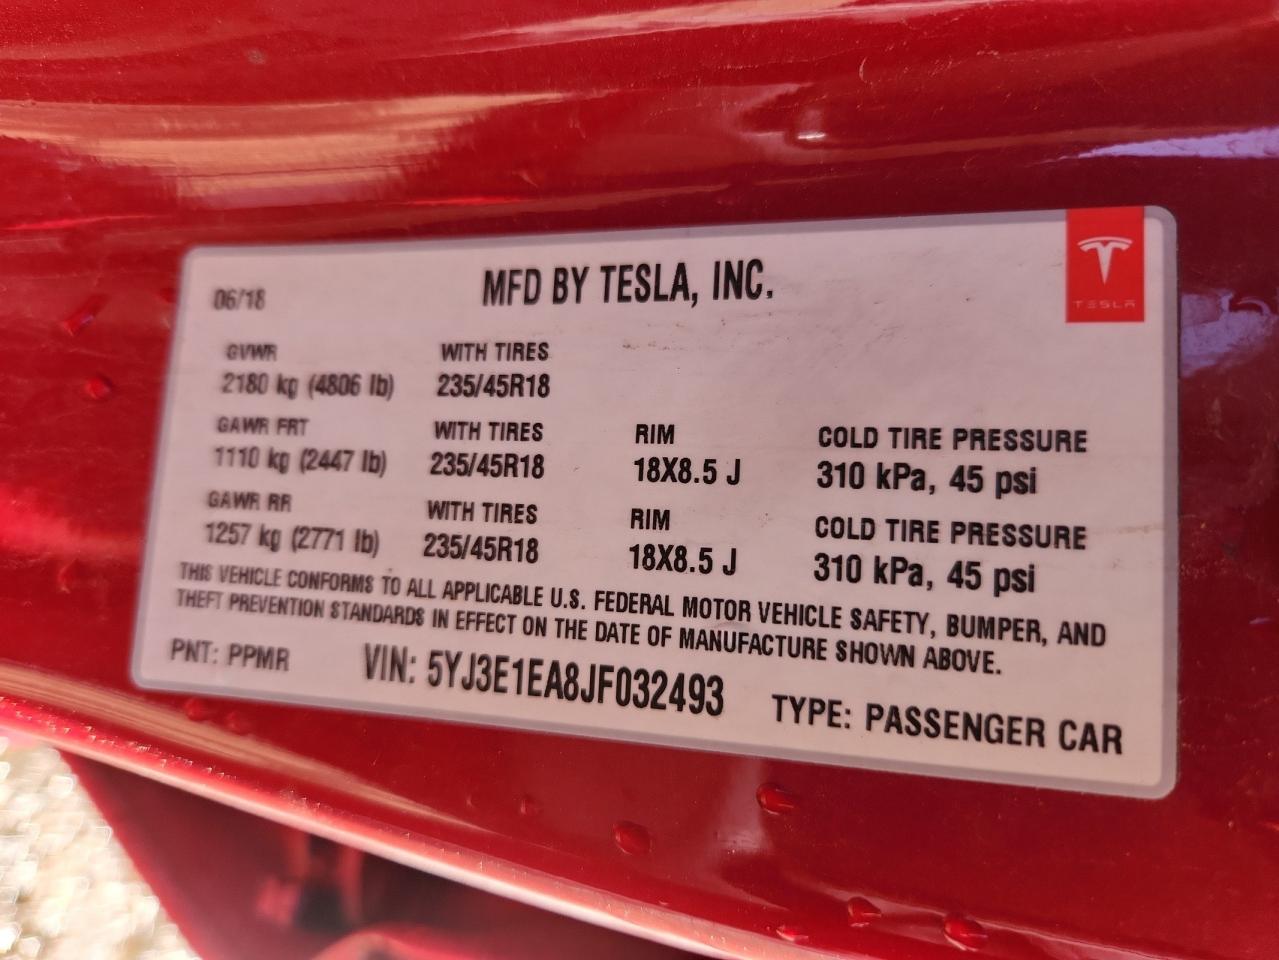 06/18
MFD BY TESLA, INC.
TESLA
GVWR WITH TIRES
2180 kg (4806 lb) 235/45R18
GAWR FRT WITH TIRES RIM COLD TIRE PRESSURE
1110 kg (2447 lb) 235/45R18 18X8.5 J 310 kPa, 45 psi
GAWR RR WITH TIRES RIM COLD TIRE PRESSURE
1257 kg (2771 lb) 235/45R18 18X8.5 J 310 kPa, 45 psi
THIS VEHICLE CONFORMS TO ALL APPLICABLE U.S. FEDERAL MOTOR VEHICLE SAFETY, BUMPER, AND
THEFT PREVENTION STANDARDS IN EFFECT ON THE DATE OF MANUFACTURE SHOWN ABOVE.
PNT: PPMR VIN: 5YJ3E1EA8JF032493 TYPE: PASSENGER CAR